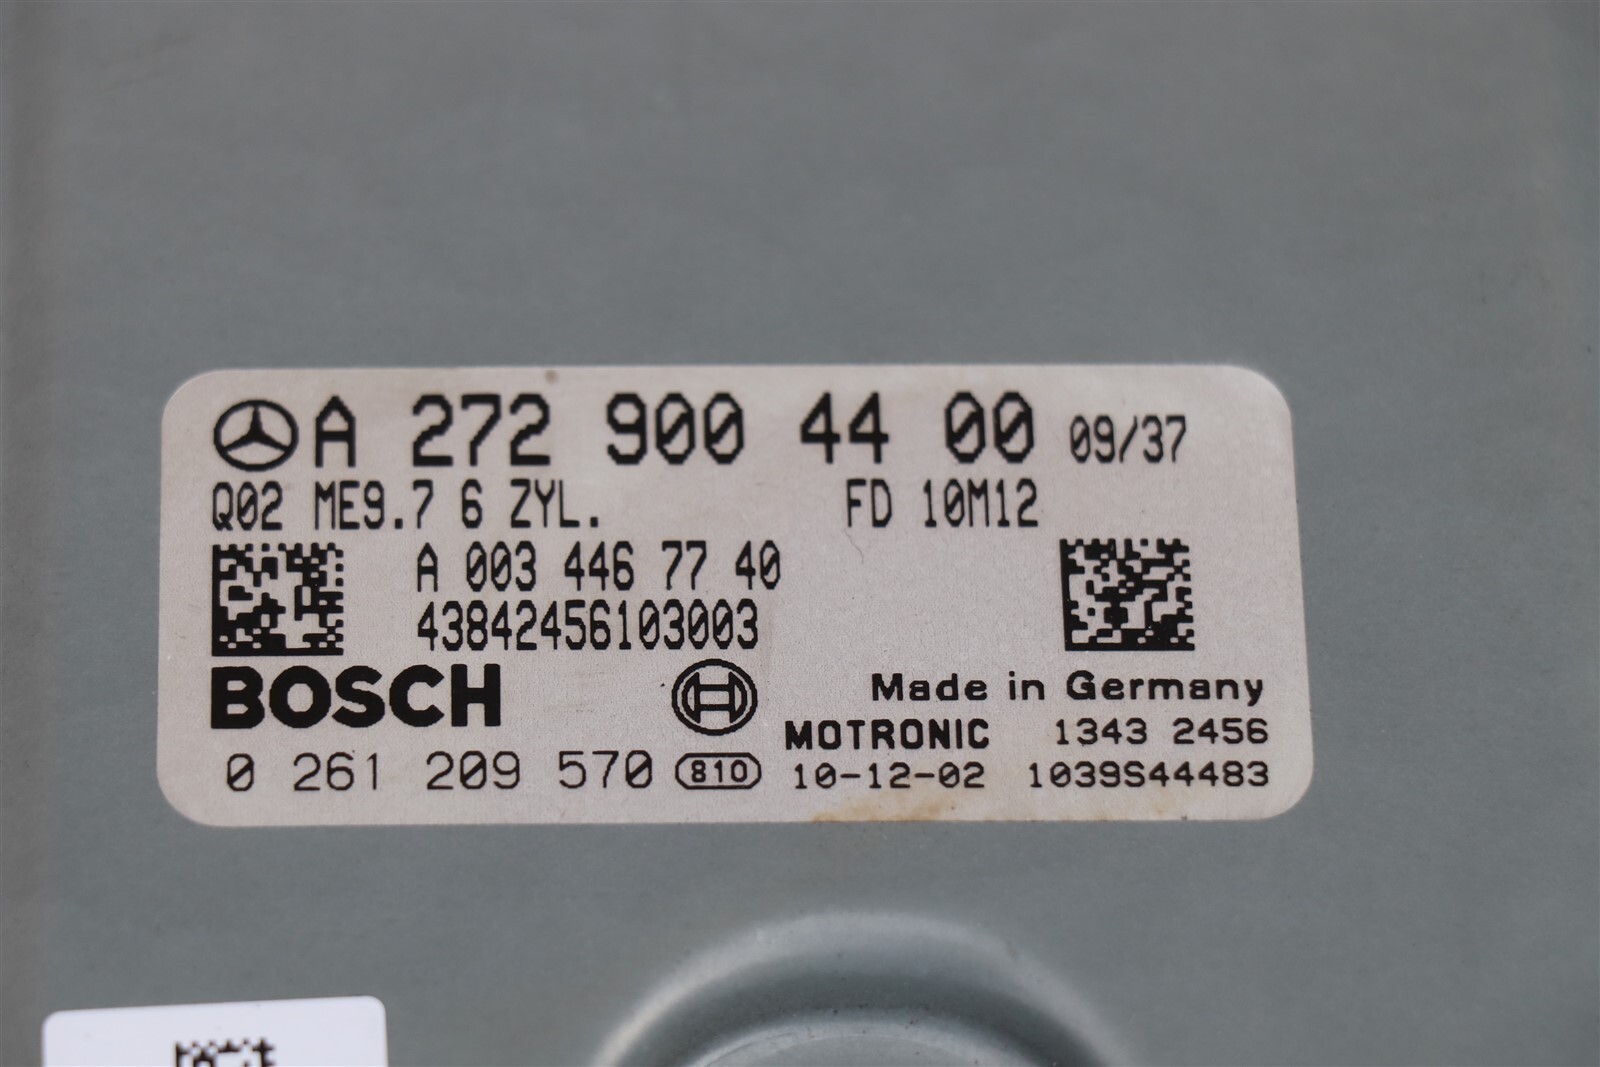 A 272 900 44 00 09/37
Q02 ME9.7 6 ZYL. FD 10M12
A 003 446 77 40
43842456103003
BOSCH Made in Germany
MOTRONIC 1343 2456
0 261 209 570 810 10-12-02 1039S44483